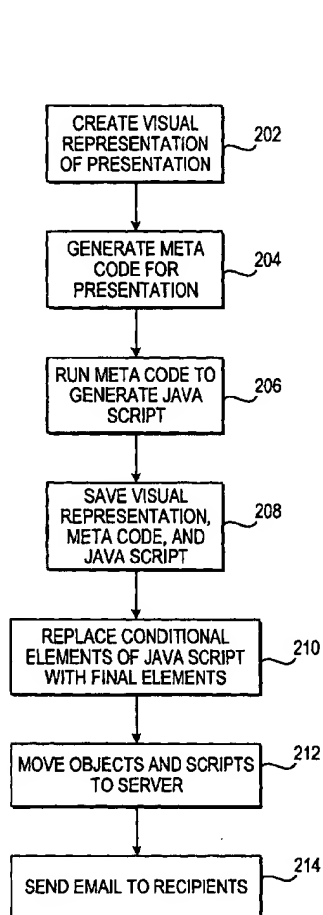 CREATE VISUAL
REPRESENTATION
OF PRESENTATION
202
GENERATE META
CODE FOR
PRESENTATION
204
RUN META CODE TO
GENERATE JAVA
SCRIPT
206
SAVE VISUAL
REPRESENTATION,
META CODE, AND
JAVA SCRIPT
208
REPLACE CONDITIONAL
ELEMENTS OF JAVA SCRIPT
WITH FINAL ELEMENTS
210
MOVE OBJECTS AND SCRIPTS
TO SERVER
212
SEND EMAIL TO RECIPIENTS
214